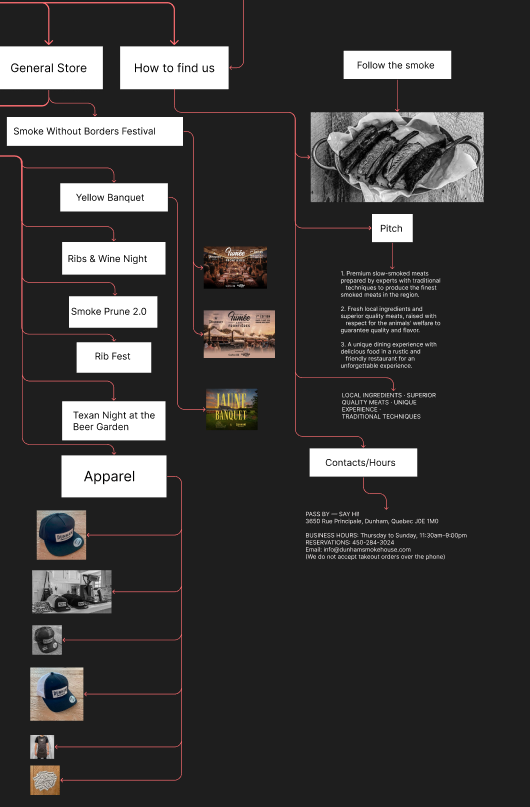 General Store
How to find us
Follow the smoke
Smoke Without Borders Festival
Yellow Banquet
Ribs & Wine Night
Smoke Prune 2.0
Rib Fest
Texan Night at the
Beer Garden
Apparel
Fumée
Fumée
JAUNE
BANQUET
Pitch
1. Premium slow-smoked meats
prepared by experts with traditional
techniques to produce the finest
smoked meats in the region.
2. Fresh local ingredients and
superior quality meats, raised with
respect for the animals' welfare to
guarantee quality and flavor.
3. A unique dining experience with
delicious food in a rustic and
friendly restaurant for an
unforgettable experience.
LOCAL INGREDIENTS · SUPERIOR
QUALITY MEATS · UNIQUE
EXPERIENCE ·
TRADITIONAL TECHNIQUES
Contacts/Hours
PASS BY — SAY HI!
3650 Rue Principale, Dunham, Quebec J0E 1M0
BUSINESS HOURS: Thursday to Sunday, 11:30am–9:00pm
RESERVATIONS: 450-284-3024
Email: info@dunhamsmokehouse.com
(We do not accept takeout orders over the phone)